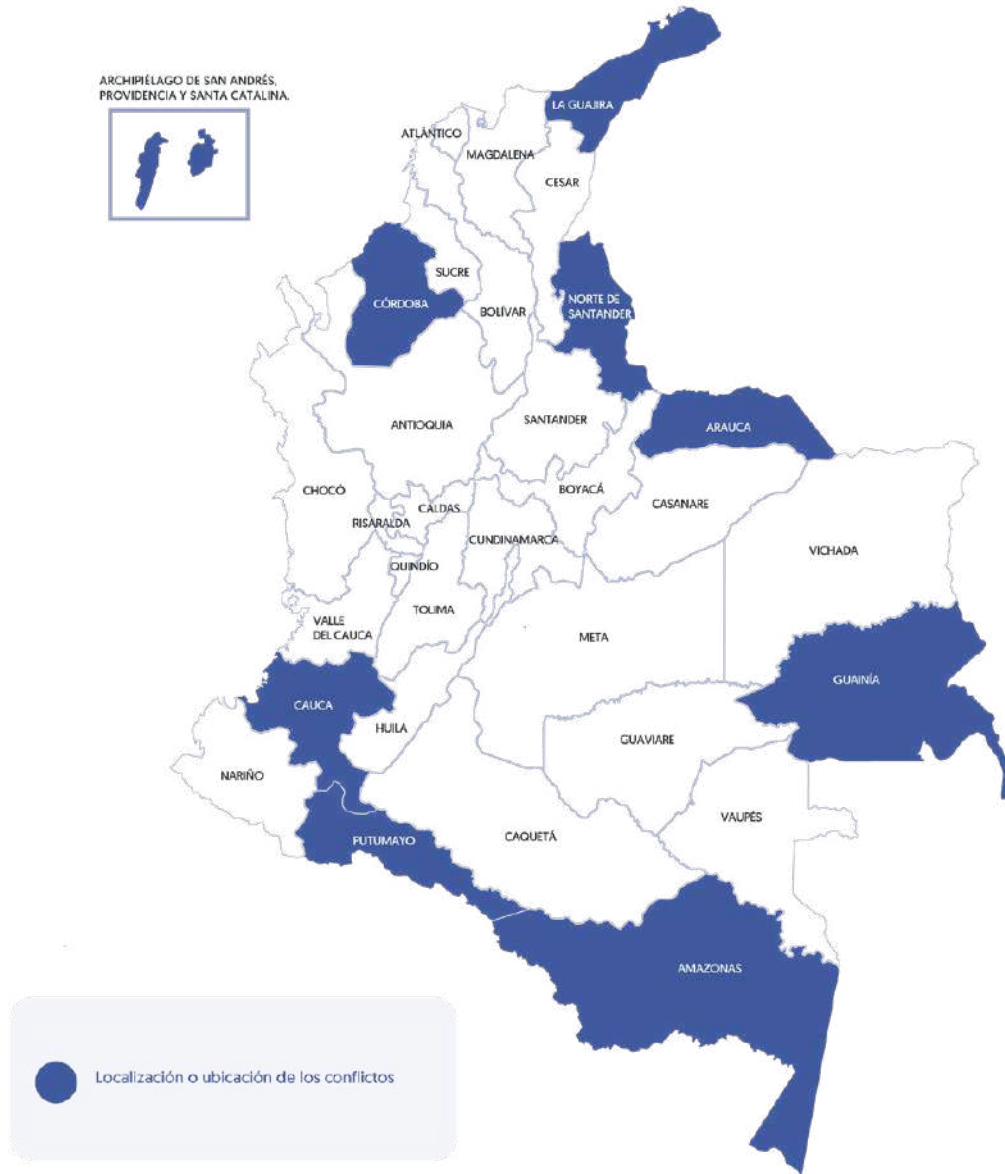 ARCHIPIÉLAGO DE SAN ANDRÉS,
PROVIDENCIA Y SANTA CATALINA.
LA GUAJIRA
ATLÁNTICO
MAGDALENA
CESAR
SUCRE
CÓRDOBA
BOLÍVAR
NORTE DE
SANTANDER
ANTIOQUIA
SANTANDER
ARAUCA
CHOCÓ
BOYACÁ
CASANARE
CALDAS
RISARALDA
CUNDINAMARCA
VICHADA
QUINDÍO
TOLIMA
VALLE
DEL CAUCA
META
GUAINÍA
CAUCA
HUILA
GUAVIARE
NARIÑO
VAUPÉS
PUTUMAYO
CAQUETÁ
AMAZONAS
Localización o ubicación de los conflictos